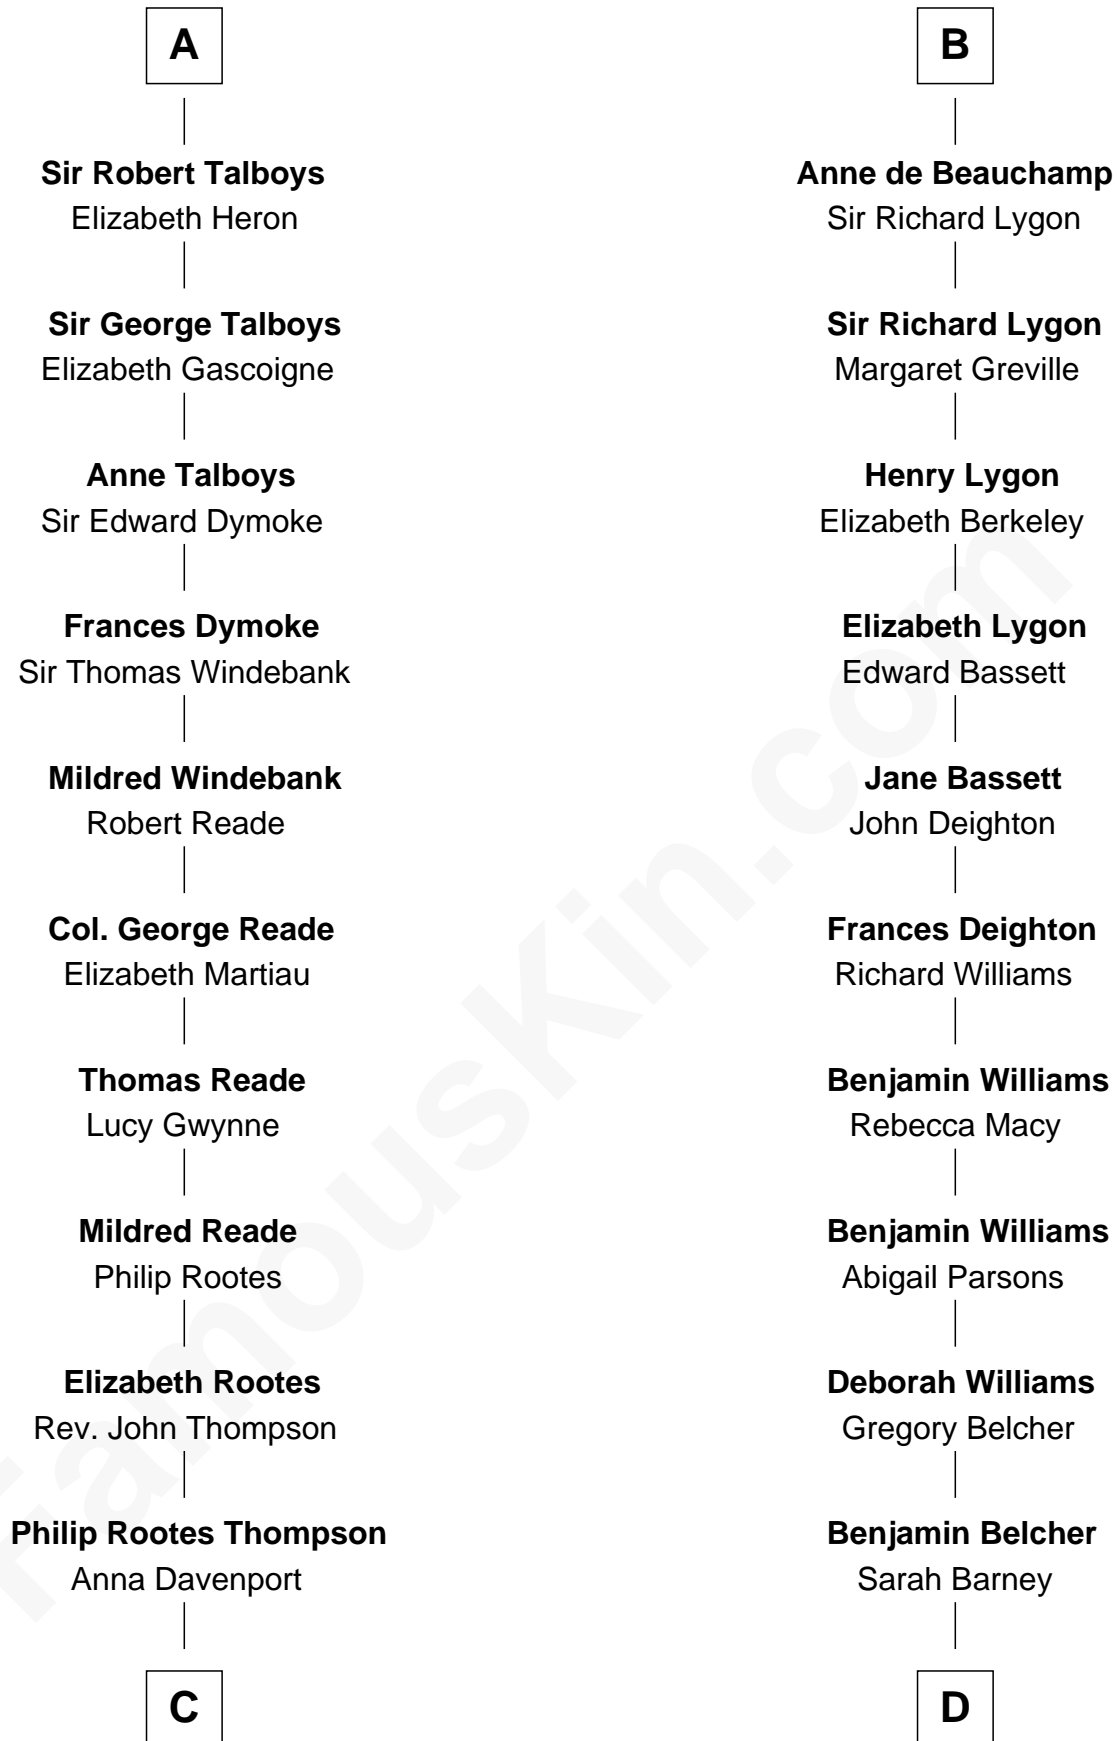 A
Sir Robert Talboys
Elizabeth Heron
Sir George Talboys
Elizabeth Gascoigne
Anne Talboys
Sir Edward Dymoke
Frances Dymoke
Sir Thomas Windebank
Mildred Windebank
Robert Reade
Col. George Reade
Elizabeth Martiau
Thomas Reade
Lucy Gwynne
Mildred Reade
Philip Rootes
Elizabeth Rootes
Rev. John Thompson
Philip Rootes Thompson
Anna Davenport
C
B
Anne de Beauchamp
Sir Richard Lygon
Sir Richard Lygon
Margaret Greville
Henry Lygon
Elizabeth Berkeley
Elizabeth Lygon
Edward Bassett
Jane Bassett
John Deighton
Frances Deighton
Richard Williams
Benjamin Williams
Rebecca Macy
Benjamin Williams
Abigail Parsons
Deborah Williams
Gregory Belcher
Benjamin Belcher
Sarah Barney
D
FamousKin.com